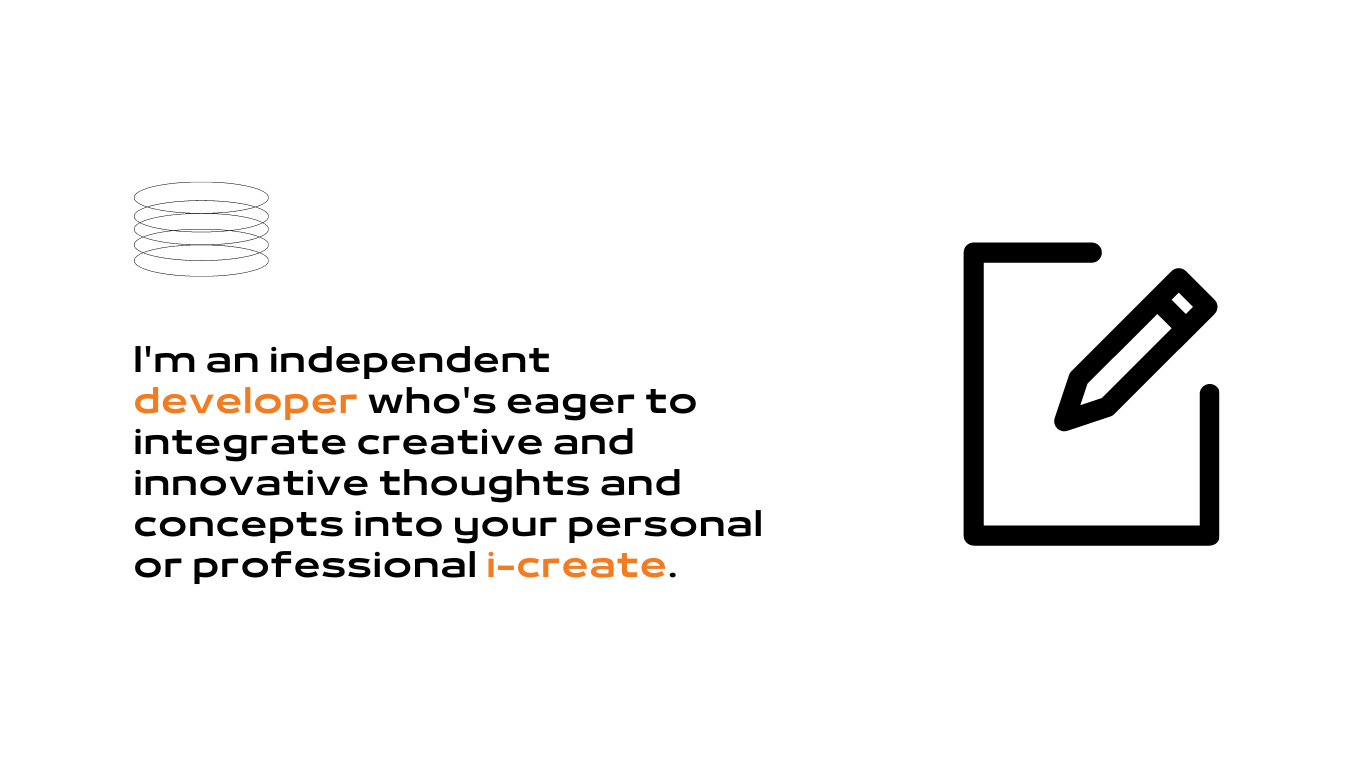 I'm an independent
developer who's eager to
integrate creative and
innovative thoughts and
concepts into your personal
or professional i-create.